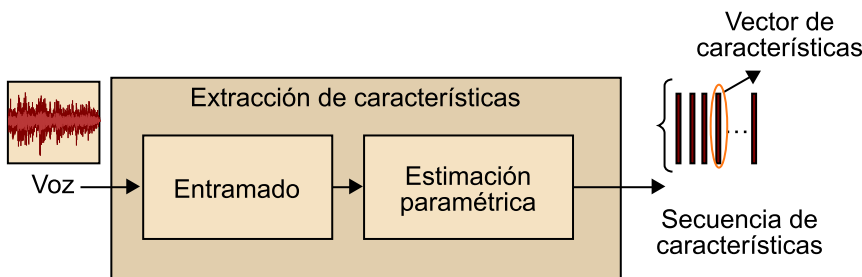 Vector de
características
Extracción de características
Voz
Entramado
Estimación
paramétrica
...
Secuencia de
características